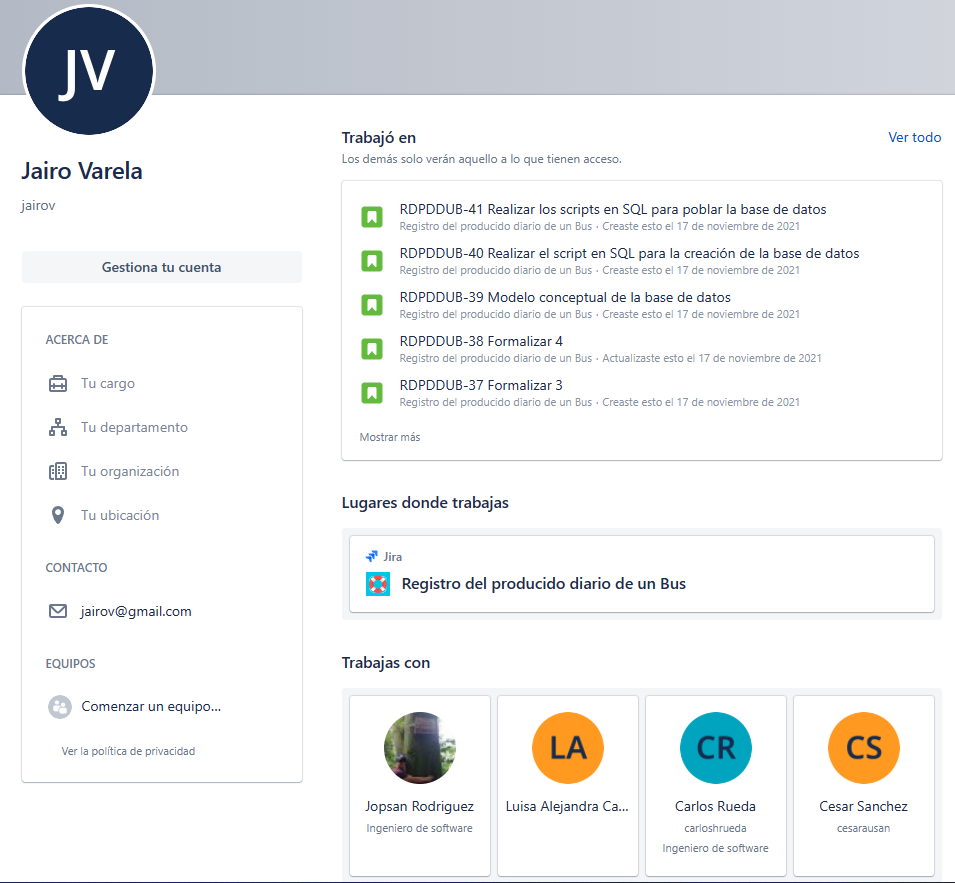 JV
Jairo Varela
jairov
Gestiona tu cuenta
ACERCA DE
Tu cargo
Tu departamento
Tu organización
Tu ubicación
CONTACTO
jairov@gmail.com
EQUIPOS
Comenzar un equipo...
Ver la política de privacidad
Trabajó en
Ver todo
Los demás solo verán aquello a lo que tienen acceso.
RDPDDUB-41 Realizar los scripts en SQL para poblar la base de datos
Registro del producido diario de un Bus · Creaste esto el 17 de noviembre de 2021
RDPDDUB-40 Realizar el script en SQL para la creación de la base de datos
Registro del producido diario de un Bus · Creaste esto el 17 de noviembre de 2021
RDPDDUB-39 Modelo conceptual de la base de datos
Registro del producido diario de un Bus · Creaste esto el 17 de noviembre de 2021
RDPDDUB-38 Formalizar 4
Registro del producido diario de un Bus · Actualizaste esto el 17 de noviembre de 2021
RDPDDUB-37 Formalizar 3
Registro del producido diario de un Bus · Creaste esto el 17 de noviembre de 2021
Mostrar más
Lugares donde trabajas
Jira
Registro del producido diario de un Bus
Trabajas con
Jopsan Rodriguez
Ingeniero de software
LA
Luisa Alejandra Ca...
CR
Carlos Rueda
carloshrueda
Ingeniero de software
CS
Cesar Sanchez
cesarausan